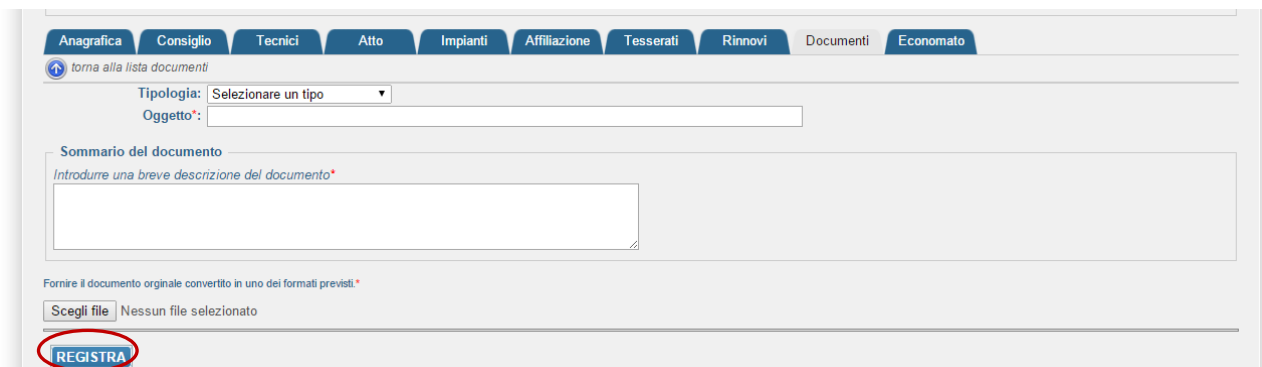 Anagrafica Consiglio Tecnici Atto Impianti Affiliazione Tesserati Rinnovi Documenti Economato
torna alla lista documenti
Tipologia: Selezionare un tipo
Oggetto*:
Sommario del documento
Introdurre una breve descrizione del documento*
Fornire il documento orginale convertito in uno dei formati previsti.*
Scegli file Nessun file selezionato
REGISTRA